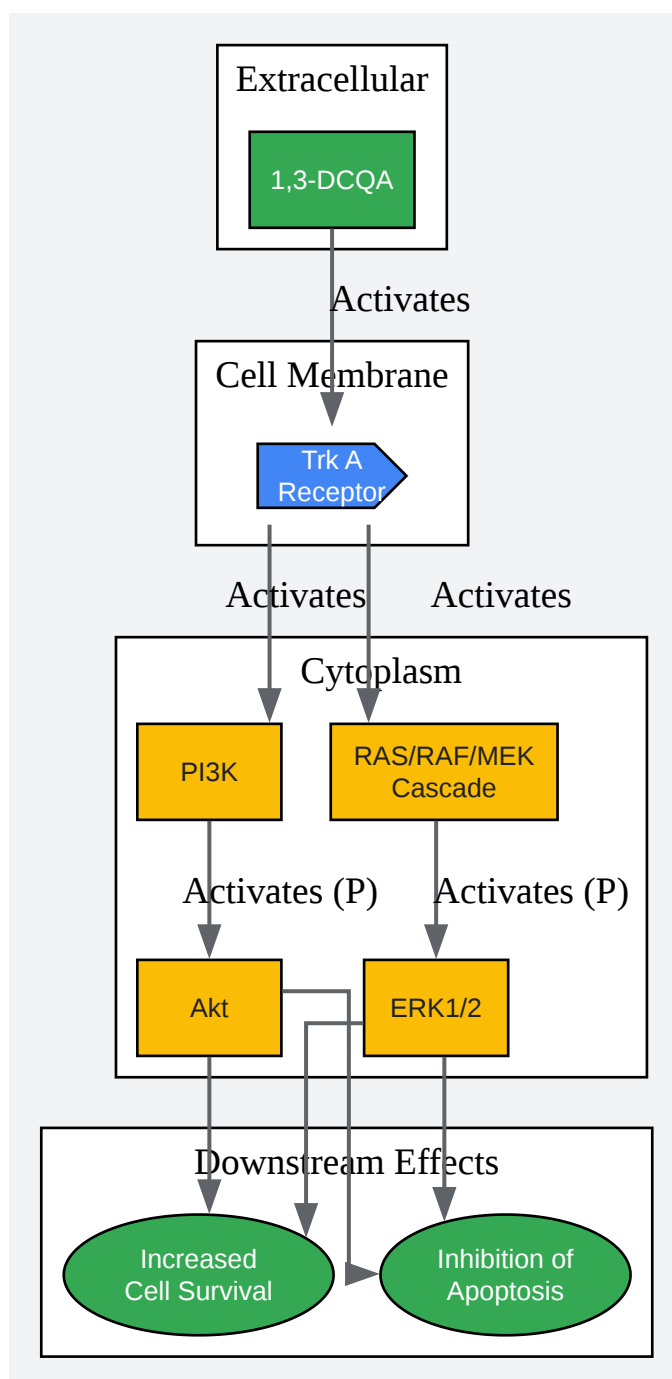 Extracellular
1,3-DCQA
Activates
Cell Membrane
Trk A
Receptor
Activates Activates
Cytoplasm
PI3K
RAS/RAF/MEK
Cascade
Activates (P) Activates (P)
Akt
ERK1/2
Downstream Effects
Increased
Cell Survival
Inhibition of
Apoptosis